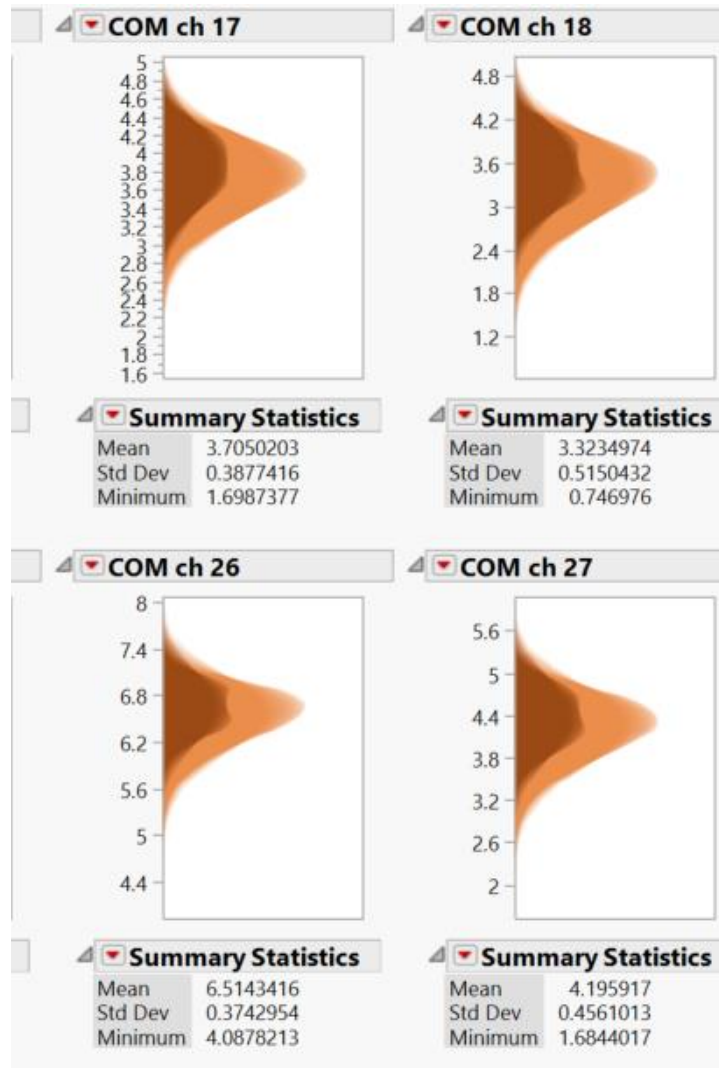 COM ch 17
5
4.8
4.6
4.4
4.2
4
3.8
3.6
3.4
3.2
3
2.8
2.6
2.4
2.2
2
1.8
1.6
Summary Statistics
Mean 3.7050203
Std Dev 0.3877416
Minimum 1.6987377
COM ch 18
4.8
4.2
3.6
3
2.4
1.8
1.2
Summary Statistics
Mean 3.3234974
Std Dev 0.5150432
Minimum 0.746976
COM ch 26
8
7.4
6.8
6.2
5.6
5
4.4
Summary Statistics
Mean 6.5143416
Std Dev 0.3742954
Minimum 4.0878213
COM ch 27
5.6
5
4.4
3.8
3.2
2.6
2
Summary Statistics
Mean 4.195917
Std Dev 0.4561013
Minimum 1.6844017